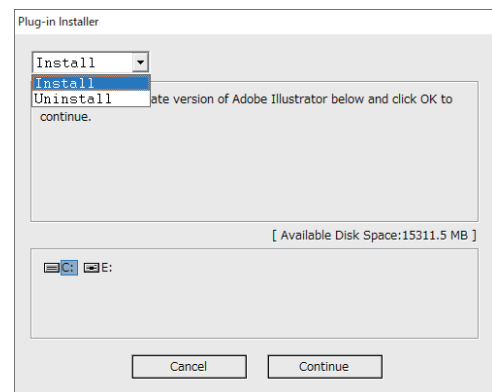 Plug-in Installer
Install
Install
Uninstall
ate version of Adobe Illustrator below and click OK to
continue.
[ Available Disk Space:15311.5 MB ]
C: E:
Cancel Continue